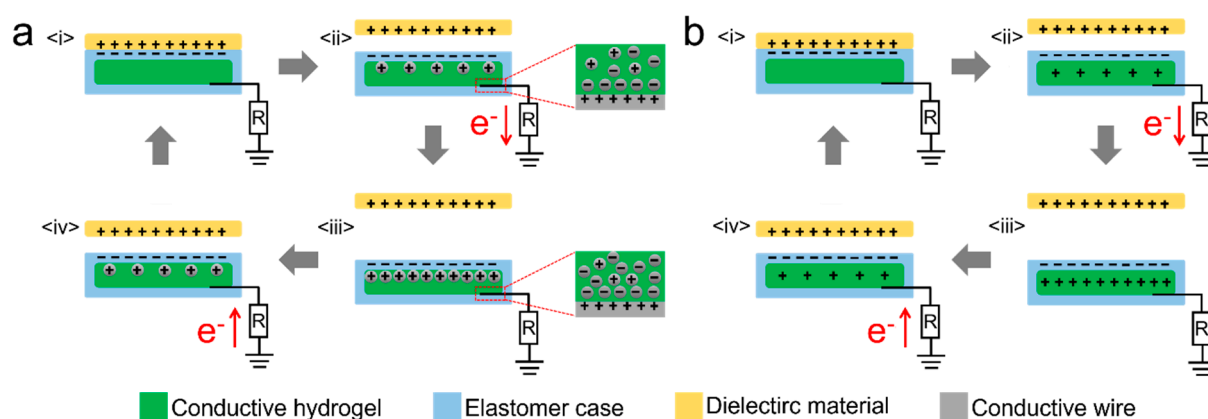 a
<i>
<ii>
R
R
e-
<iv>
<iii>
R
R
e-
b
<i>
<ii>
R
R
e-
<iv>
<iii>
R
R
e-
Conductive hydrogel
Elastomer case
Dielectirc material
Conductive wire